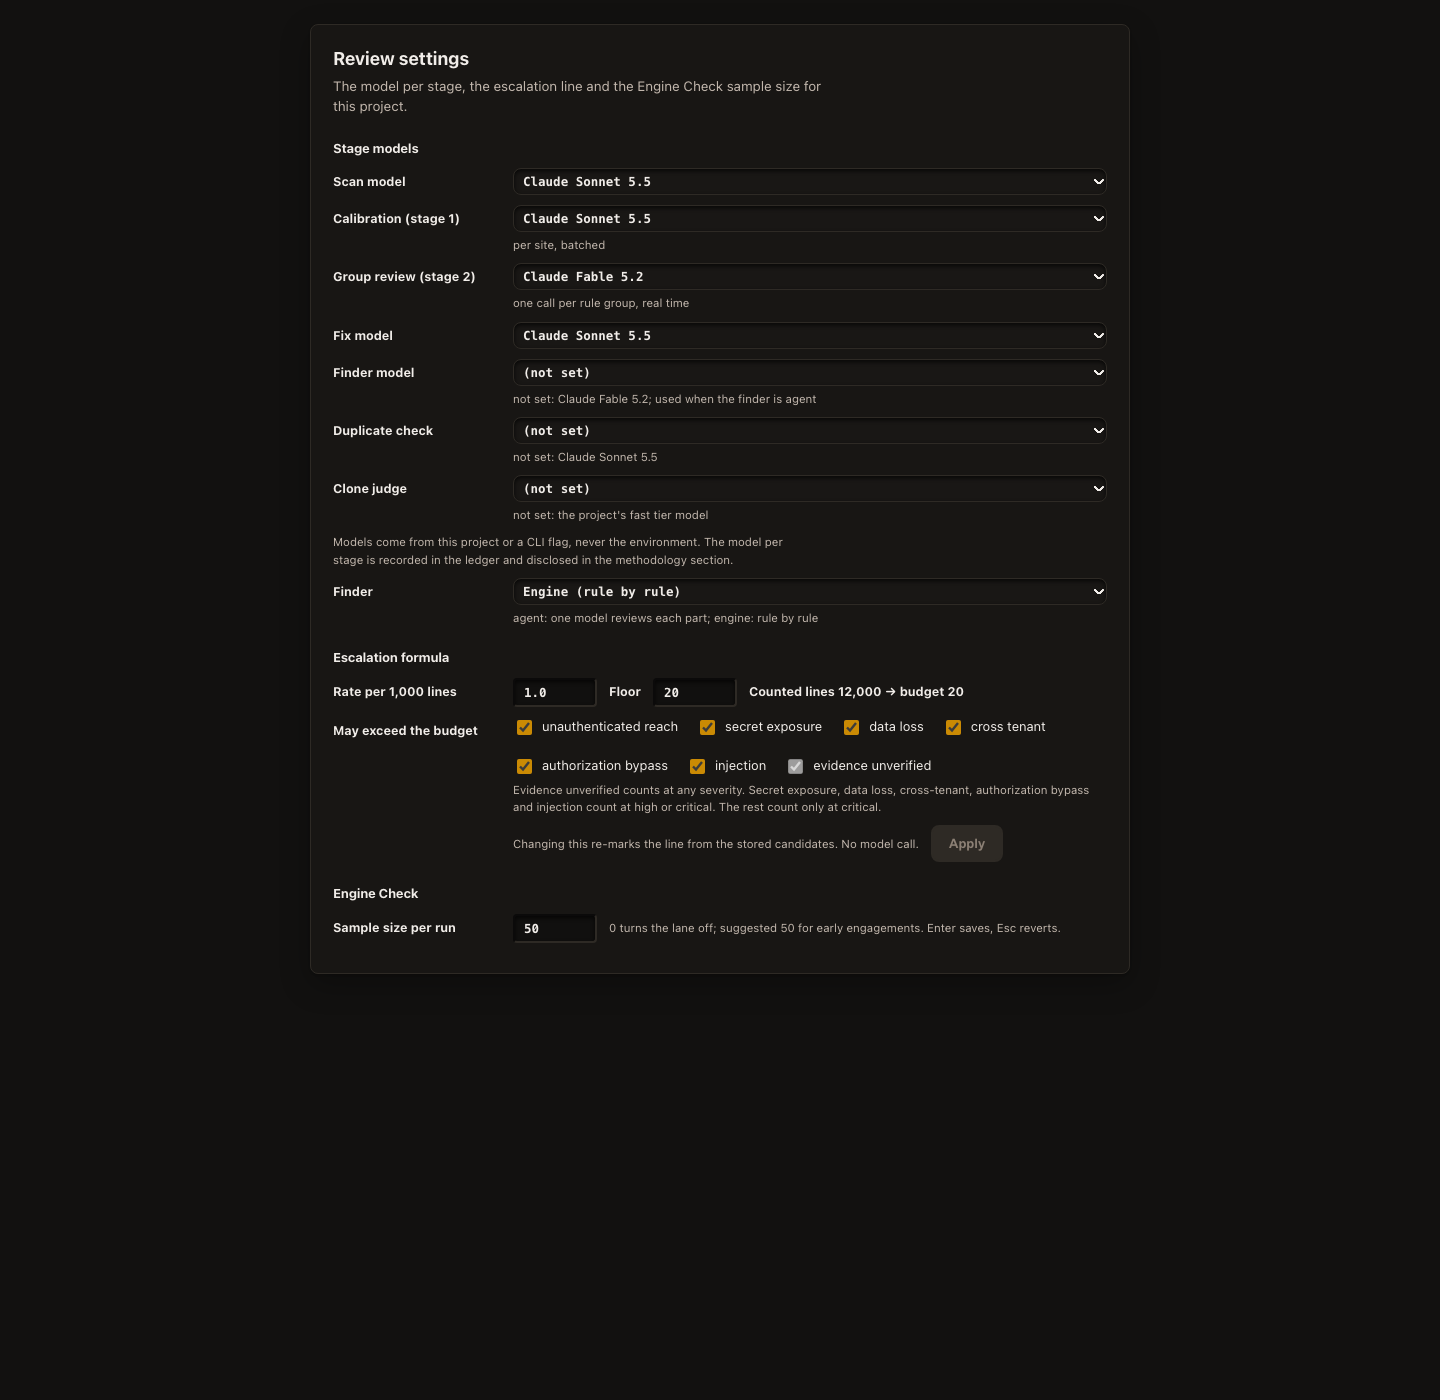 Review settings
The model per stage, the escalation line and the Engine Check sample size for
this project.
Stage models
Scan model
Claude Sonnet 5.5
Calibration (stage 1)
Claude Sonnet 5.5
per site, batched
Group review (stage 2)
Claude Fable 5.2
one call per rule group, real time
Fix model
Claude Sonnet 5.5
Finder model
(not set)
not set: Claude Fable 5.2; used when the finder is agent
Duplicate check
(not set)
not set: Claude Sonnet 5.5
Clone judge
(not set)
not set: the project's fast tier model
Models come from this project or a CLI flag, never the environment. The model per
stage is recorded in the ledger and disclosed in the methodology section.
Finder
Engine (rule by rule)
agent: one model reviews each part; engine: rule by rule
Escalation formula
Rate per 1,000 lines 1.0 Floor 20 Counted lines 12,000 → budget 20
May exceed the budget
unauthenticated reach secret exposure data loss cross tenant
authorization bypass injection evidence unverified
Evidence unverified counts at any severity. Secret exposure, data loss, cross-tenant, authorization bypass
and injection count at high or critical. The rest count only at critical.
Changing this re-marks the line from the stored candidates. No model call. Apply
Engine Check
Sample size per run 50 0 turns the lane off; suggested 50 for early engagements. Enter saves, Esc reverts.